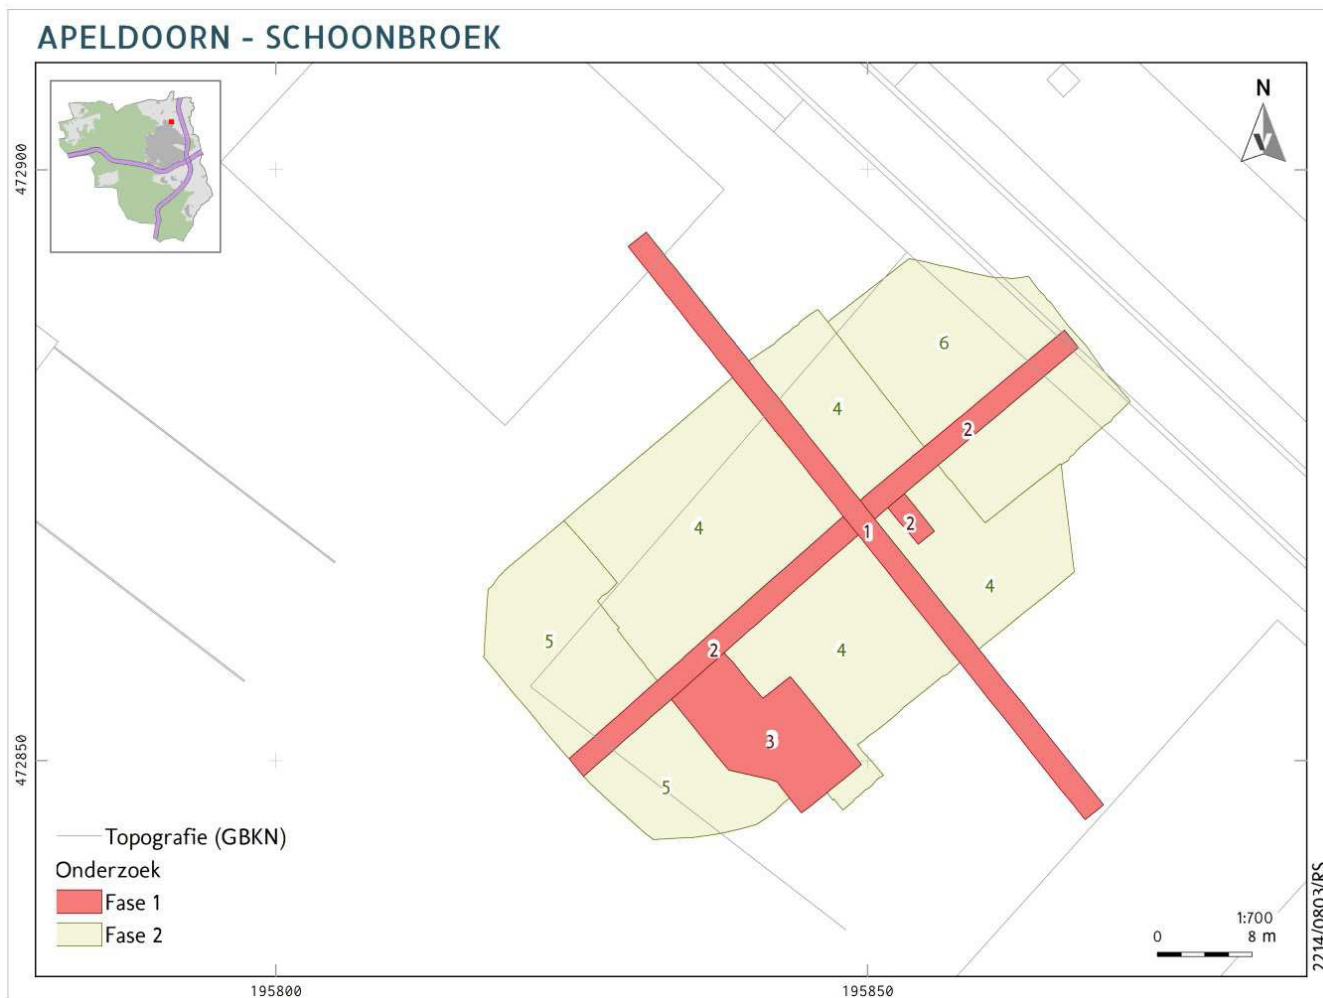 APELDOORN - SCHOONBROEK
N
472900
6
4
2
4
2
1
4
5
2
4
3
472850
5
Topografie (GBKN)
Onderzoek
Fase 1
Fase 2
1:700
0 8 m
2214/0803/RS
195800
195850